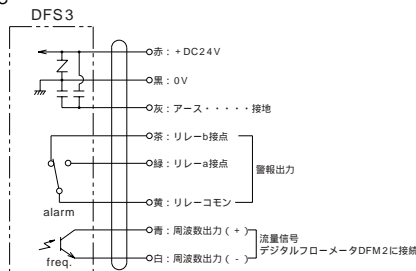 DFS3
赤：＋DC24V
黒：0V
灰：アース・・・・・接地
茶：リレーb接点
緑：リレーa接点
警報出力
黄：リレーコモン
alarm
青：周波数出力（＋）
流量信号
デジタルフローメータDFM2に接続
白：周波数出力（-）
freq.